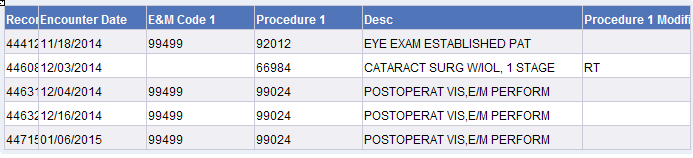 Recor Encounter Date E&M Code 1 Procedure 1 Desc Procedure 1 Modifi
44412 11/18/2014 99499 92012 EYE EXAM ESTABLISHED PAT
44608 12/03/2014 66984 CATARACT SURG W/IOL, 1 STAGE RT
44631 12/04/2014 99499 99024 POSTOPERAT VIS,E/M PERFORM
44632 12/16/2014 99499 99024 POSTOPERAT VIS,E/M PERFORM
44715 01/06/2015 99499 99024 POSTOPERAT VIS,E/M PERFORM